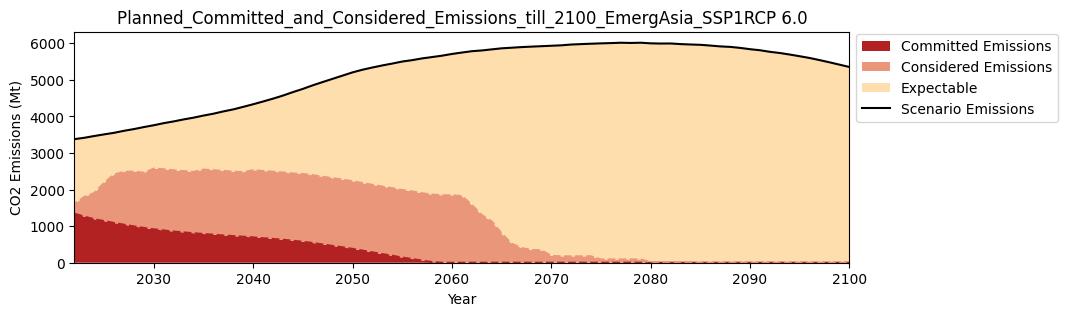 Planned_Committed_and_Considered_Emissions_till_2100_EmergAsia_SSP1RCP 6.0
6000
5000
4000
3000
2000
1000
0
CO2 Emissions (Mt)
2030 2040 2050 2060 2070 2080 2090 2100
Year
Committed Emissions
Considered Emissions
Expectable
Scenario Emissions